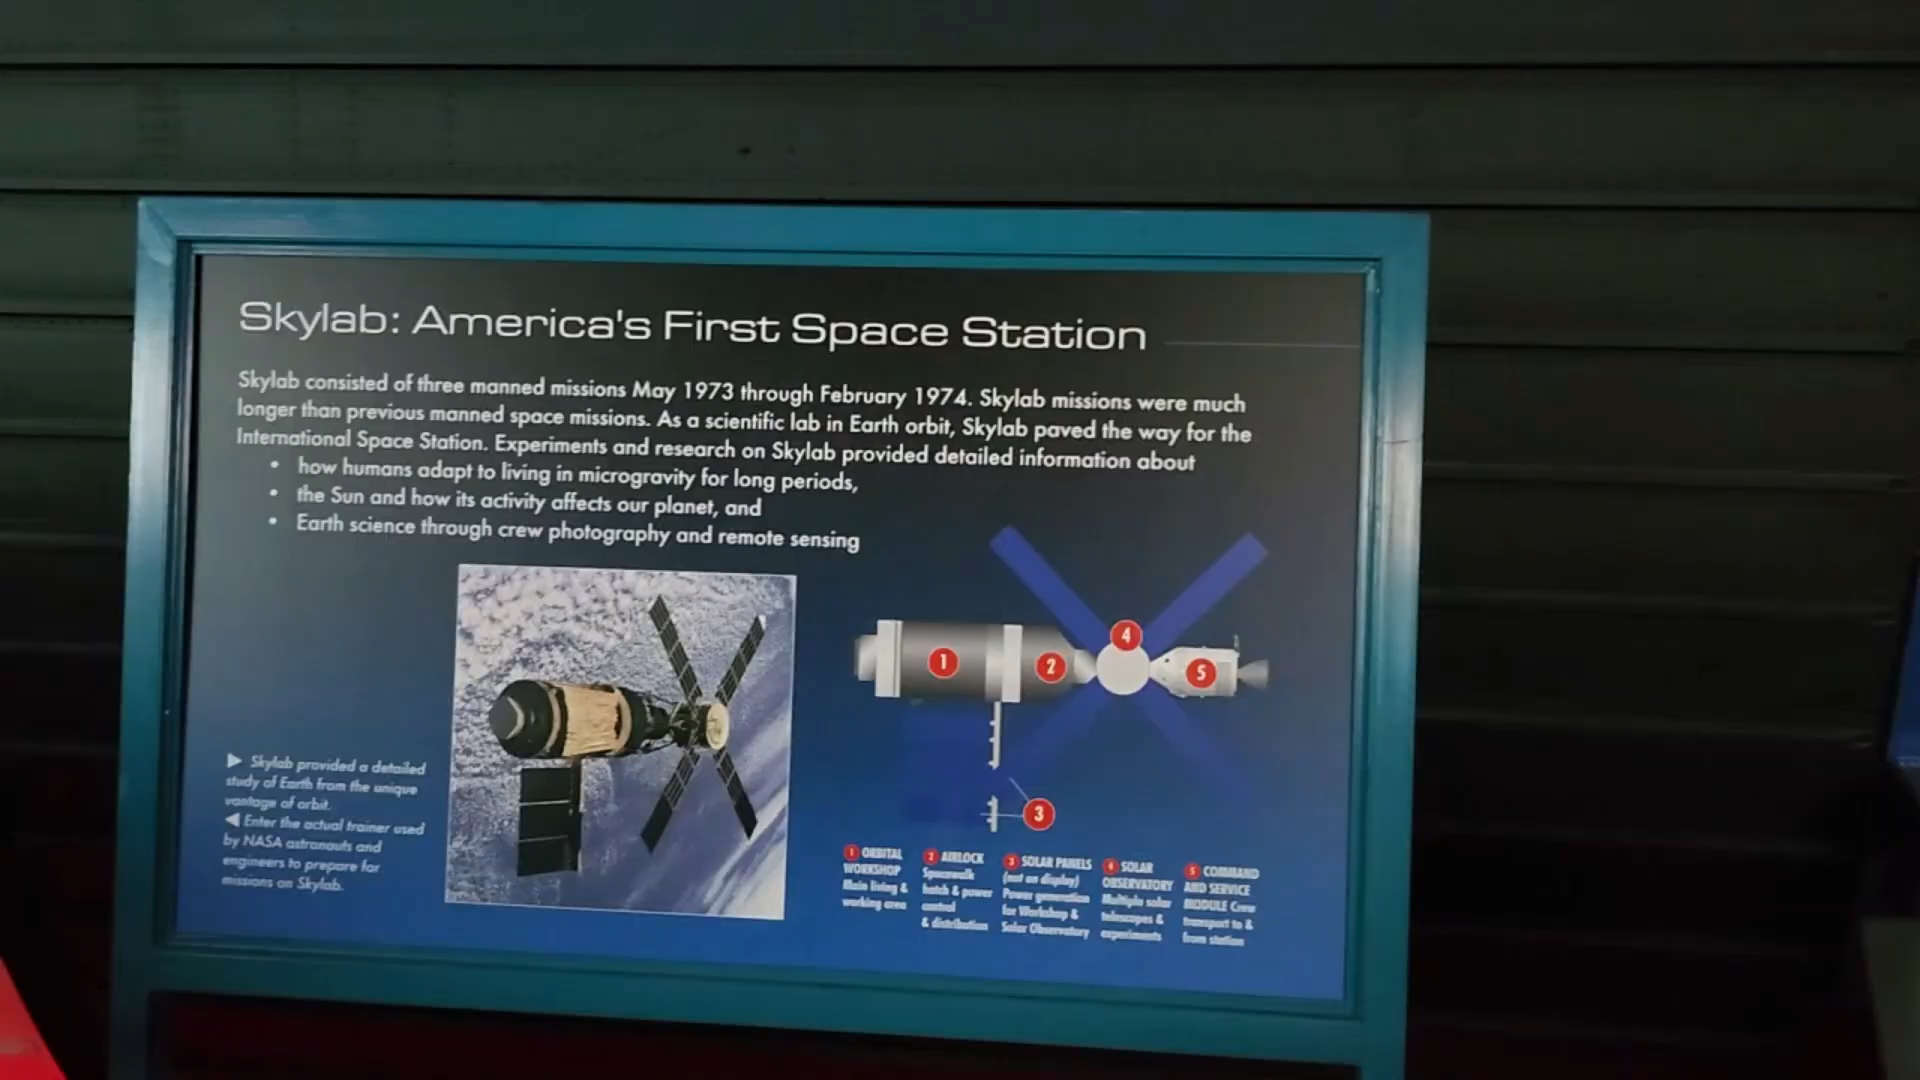 Skylab: America's First Space Station
Skylab consisted of three manned missions May 1973 through February 1974. Skylab missions were much
longer than previous manned space missions. As a scientific lab in Earth orbit, Skylab paved the way for the
International Space Station. Experiments and research on Skylab provided detailed information about
• how humans adapt to living in microgravity for long periods,
• the Sun and how its activity affects our planet, and
• Earth science through crew photography and remote sensing
▶ Skylab provided a detailed
study of Earth from the unique
vantage of orbit.
◀ Enter the actual trainer used
by NASA astronauts and
engineers to prepare for
missions on Skylab.
1
2
4
5
3
1 ORBITAL
WORKSHOP
Main living &
working area
2 AIRLOCK
Spacewalk
hatch & power
control
& distribution
3 SOLAR PANELS
(not on display)
Power generation
for Workshop &
Solar Observatory
4 SOLAR
OBSERVATORY
Multiple solar
telescopes &
experiments
5 COMMAND
AND SERVICE
MODULE Crew
transport to &
from station